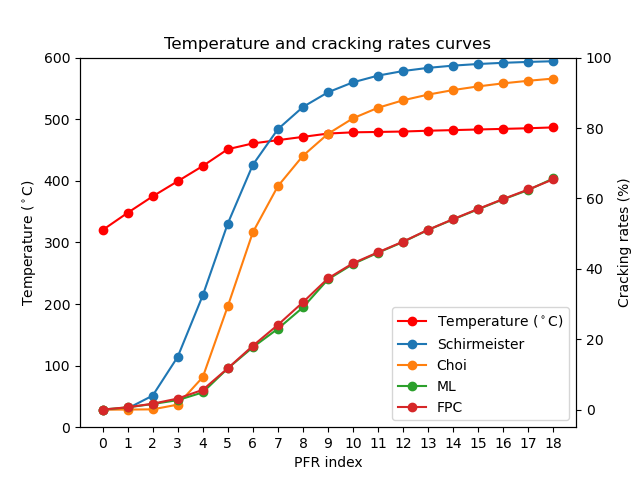 Temperature and cracking rates curves
600
500
400
300
200
100
0
Temperature (°C)
100
80
60
40
20
0
Cracking rates (%)
Temperature (°C)
Schirmeister
Choi
ML
FPC
0 1 2 3 4 5 6 7 8 9 10 11 12 13 14 15 16 17 18
PFR index